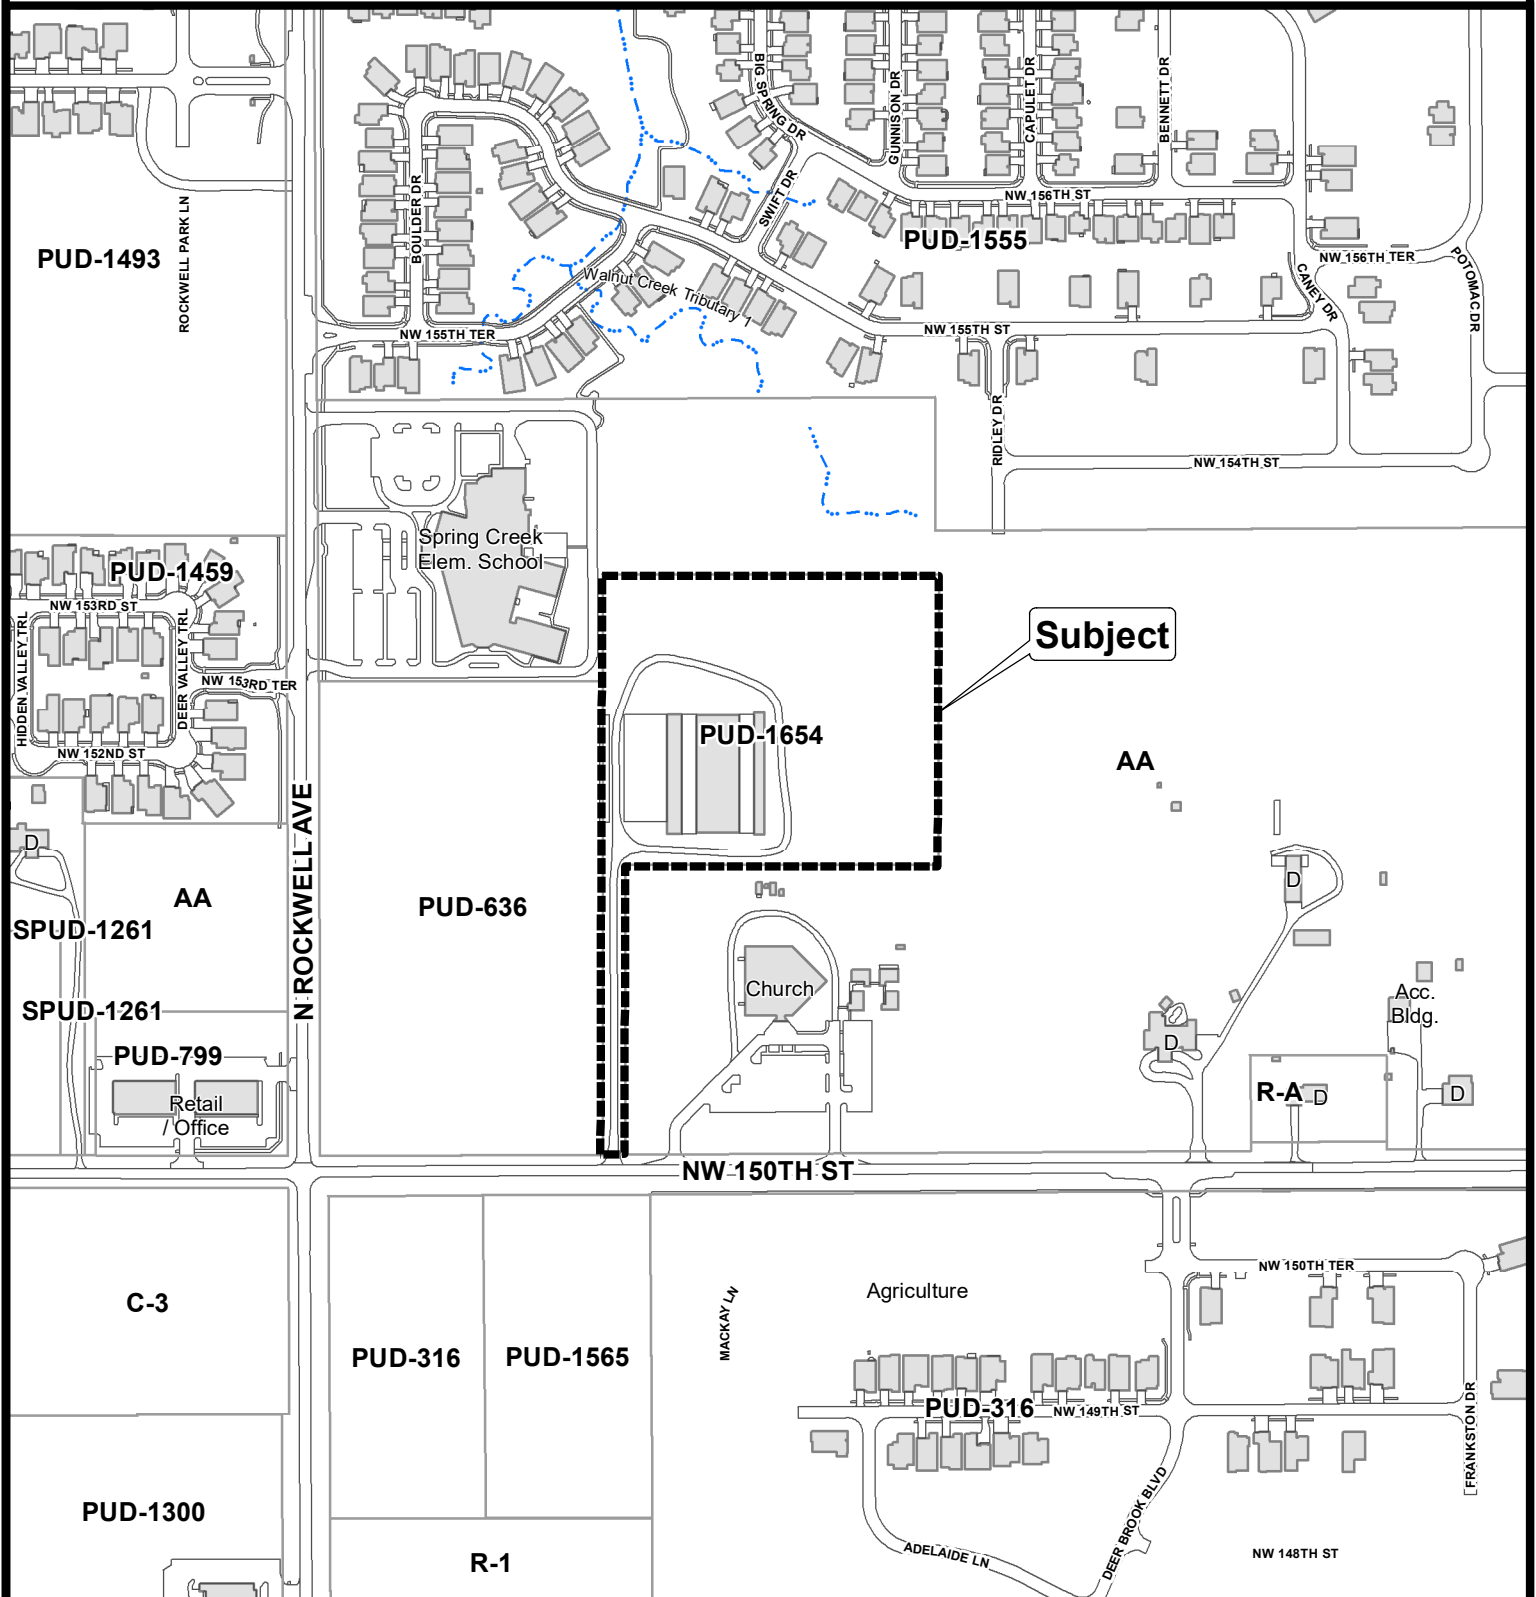 BIG SPRING DR
GUNNISON DR
CAPULET DR
BENNETT DR
SWIFT DR
NW 156TH ST
PUD-1555
BOULDER DR
ROCKWELL PARK LN
PUD-1493
NW 156TH TER
POTOMAC DR
CANEY DR
Walnut Creek Tributary 1
NW 155TH TER
NW 155TH ST
RIDLEY DR
NW 154TH ST
Spring Creek
Elem. School
PUD-1459
NW 153RD ST
HIDDEN VALLEY TRL
DEER VALLEY TRL
NW 153RD TER
NW 152ND ST
Subject
PUD-1654
AA
D
AA
N ROCKWELL AVE
PUD-636
SPUD-1261
SPUD-1261
PUD-799
Retail
/ Office
Church
D
D
Acc.
Bldg.
R-A
D
D
NW 150TH ST
C-3
PUD-316
PUD-1565
MACKAY LN
Agriculture
NW 150TH TER
PUD-316
NW 149TH ST
FRANKSTON DR
DEER BROOK BLVD
ADELAIDE LN
NW 148TH ST
PUD-1300
R-1